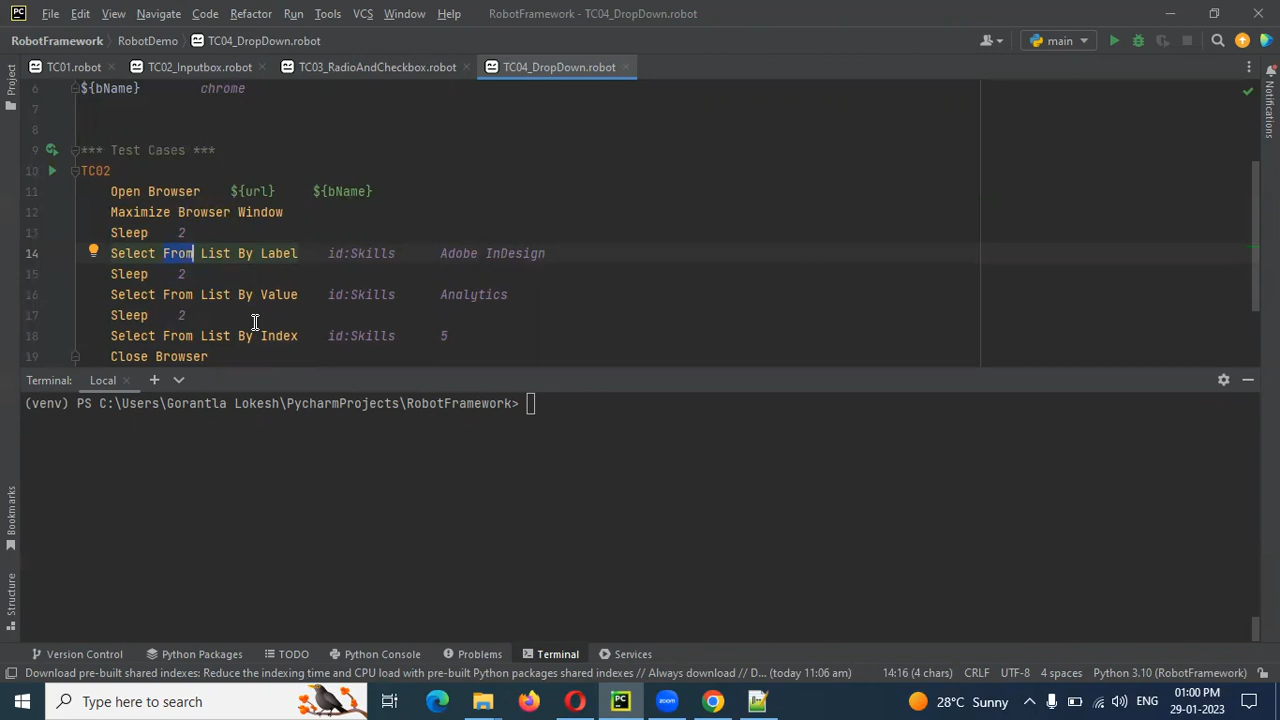 PC File Edit View Navigate Code Refactor Run Tools VCS Window Help RobotFramework - TC04_DropDown.robot
RobotFramework RobotDemo TC04_DropDown.robot main
Project TC01.robot TC02_Inputbox.robot TC03_RadioAndCheckbox.robot TC04_DropDown.robot Notifications
6 ${bName} chrome
7
8
9 *** Test Cases ***
10 TC02
11 Open Browser ${url} ${bName}
12 Maximize Browser Window
13 Sleep 2
14 Select From List By Label id:Skills Adobe InDesign
15 Sleep 2
16 Select From List By Value id:Skills Analytics
17 Sleep 2
18 Select From List By Index id:Skills 5
19 Close Browser
Terminal: Local
(venv) PS C:\Users\Gorantla Lokesh\PycharmProjects\RobotFramework>
Bookmarks
Structure
Version Control Python Packages TODO Python Console Problems Terminal Services
Download pre-built shared indexes: Reduce the indexing time and CPU load with pre-built Python packages shared indexes // Always download // D... (today 11:06 am) 14:16 (4 chars) CRLF UTF-8 4 spaces Python 3.10 (RobotFramework)
Type here to search PC zoom 28°C Sunny ENG 01:00 PM
29-01-2023